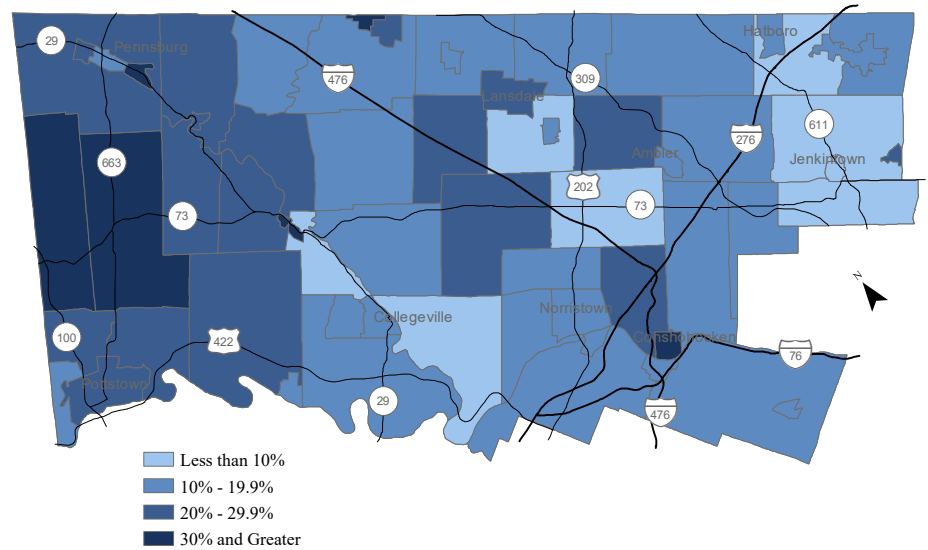 29
Pennsburg
Hatboro
476
309
Lansdale
611
276
Ambler
Jenkintown
663
202
73
73
N
Collegeville
Norristown
100
422
Conshohocken
76
Pottstown
29
476
Less than 10%
10% - 19.9%
20% - 29.9%
30% and Greater